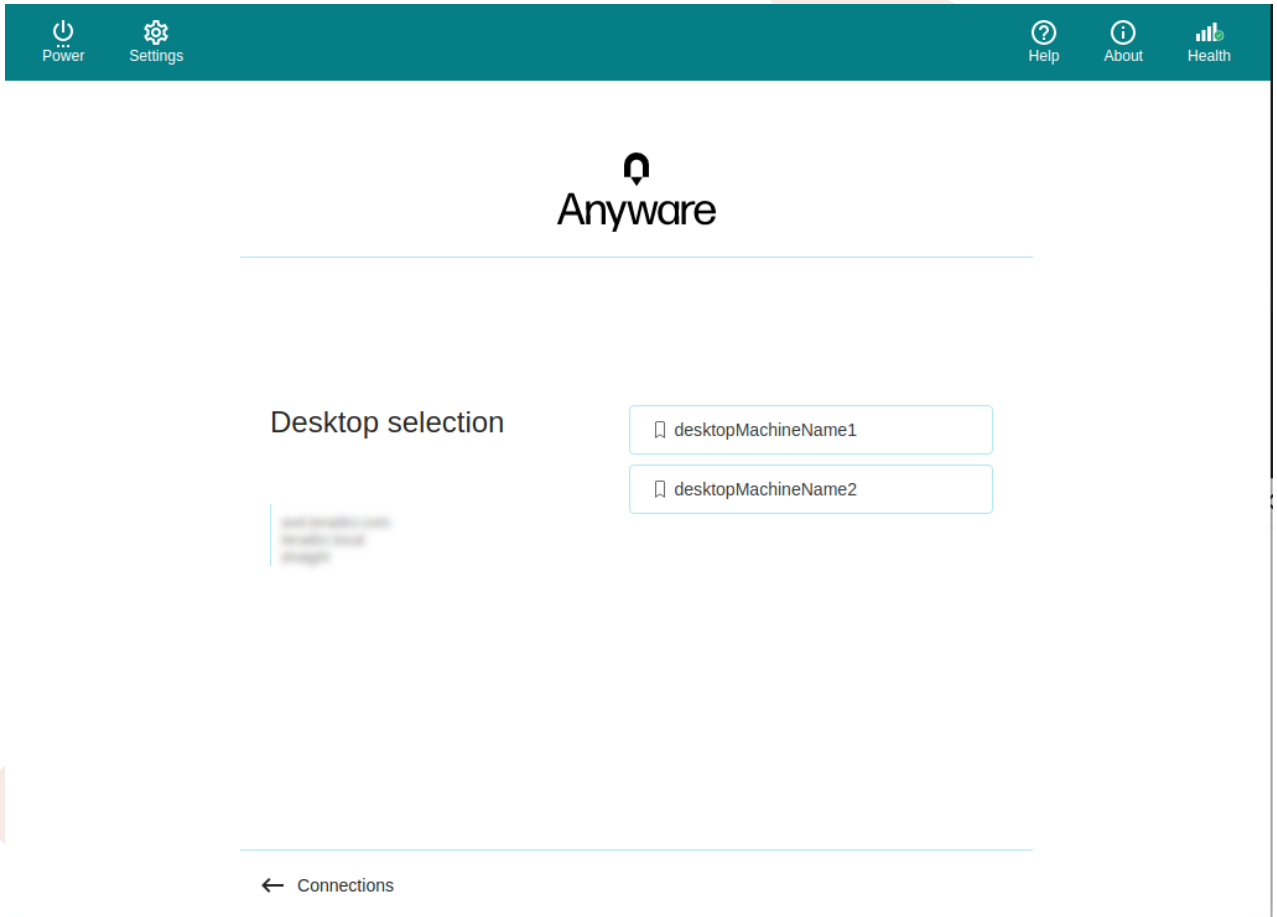 Power
Settings
Help
About
Health
Anyware
Desktop selection
desktopMachineName1
desktopMachineName2
Connections